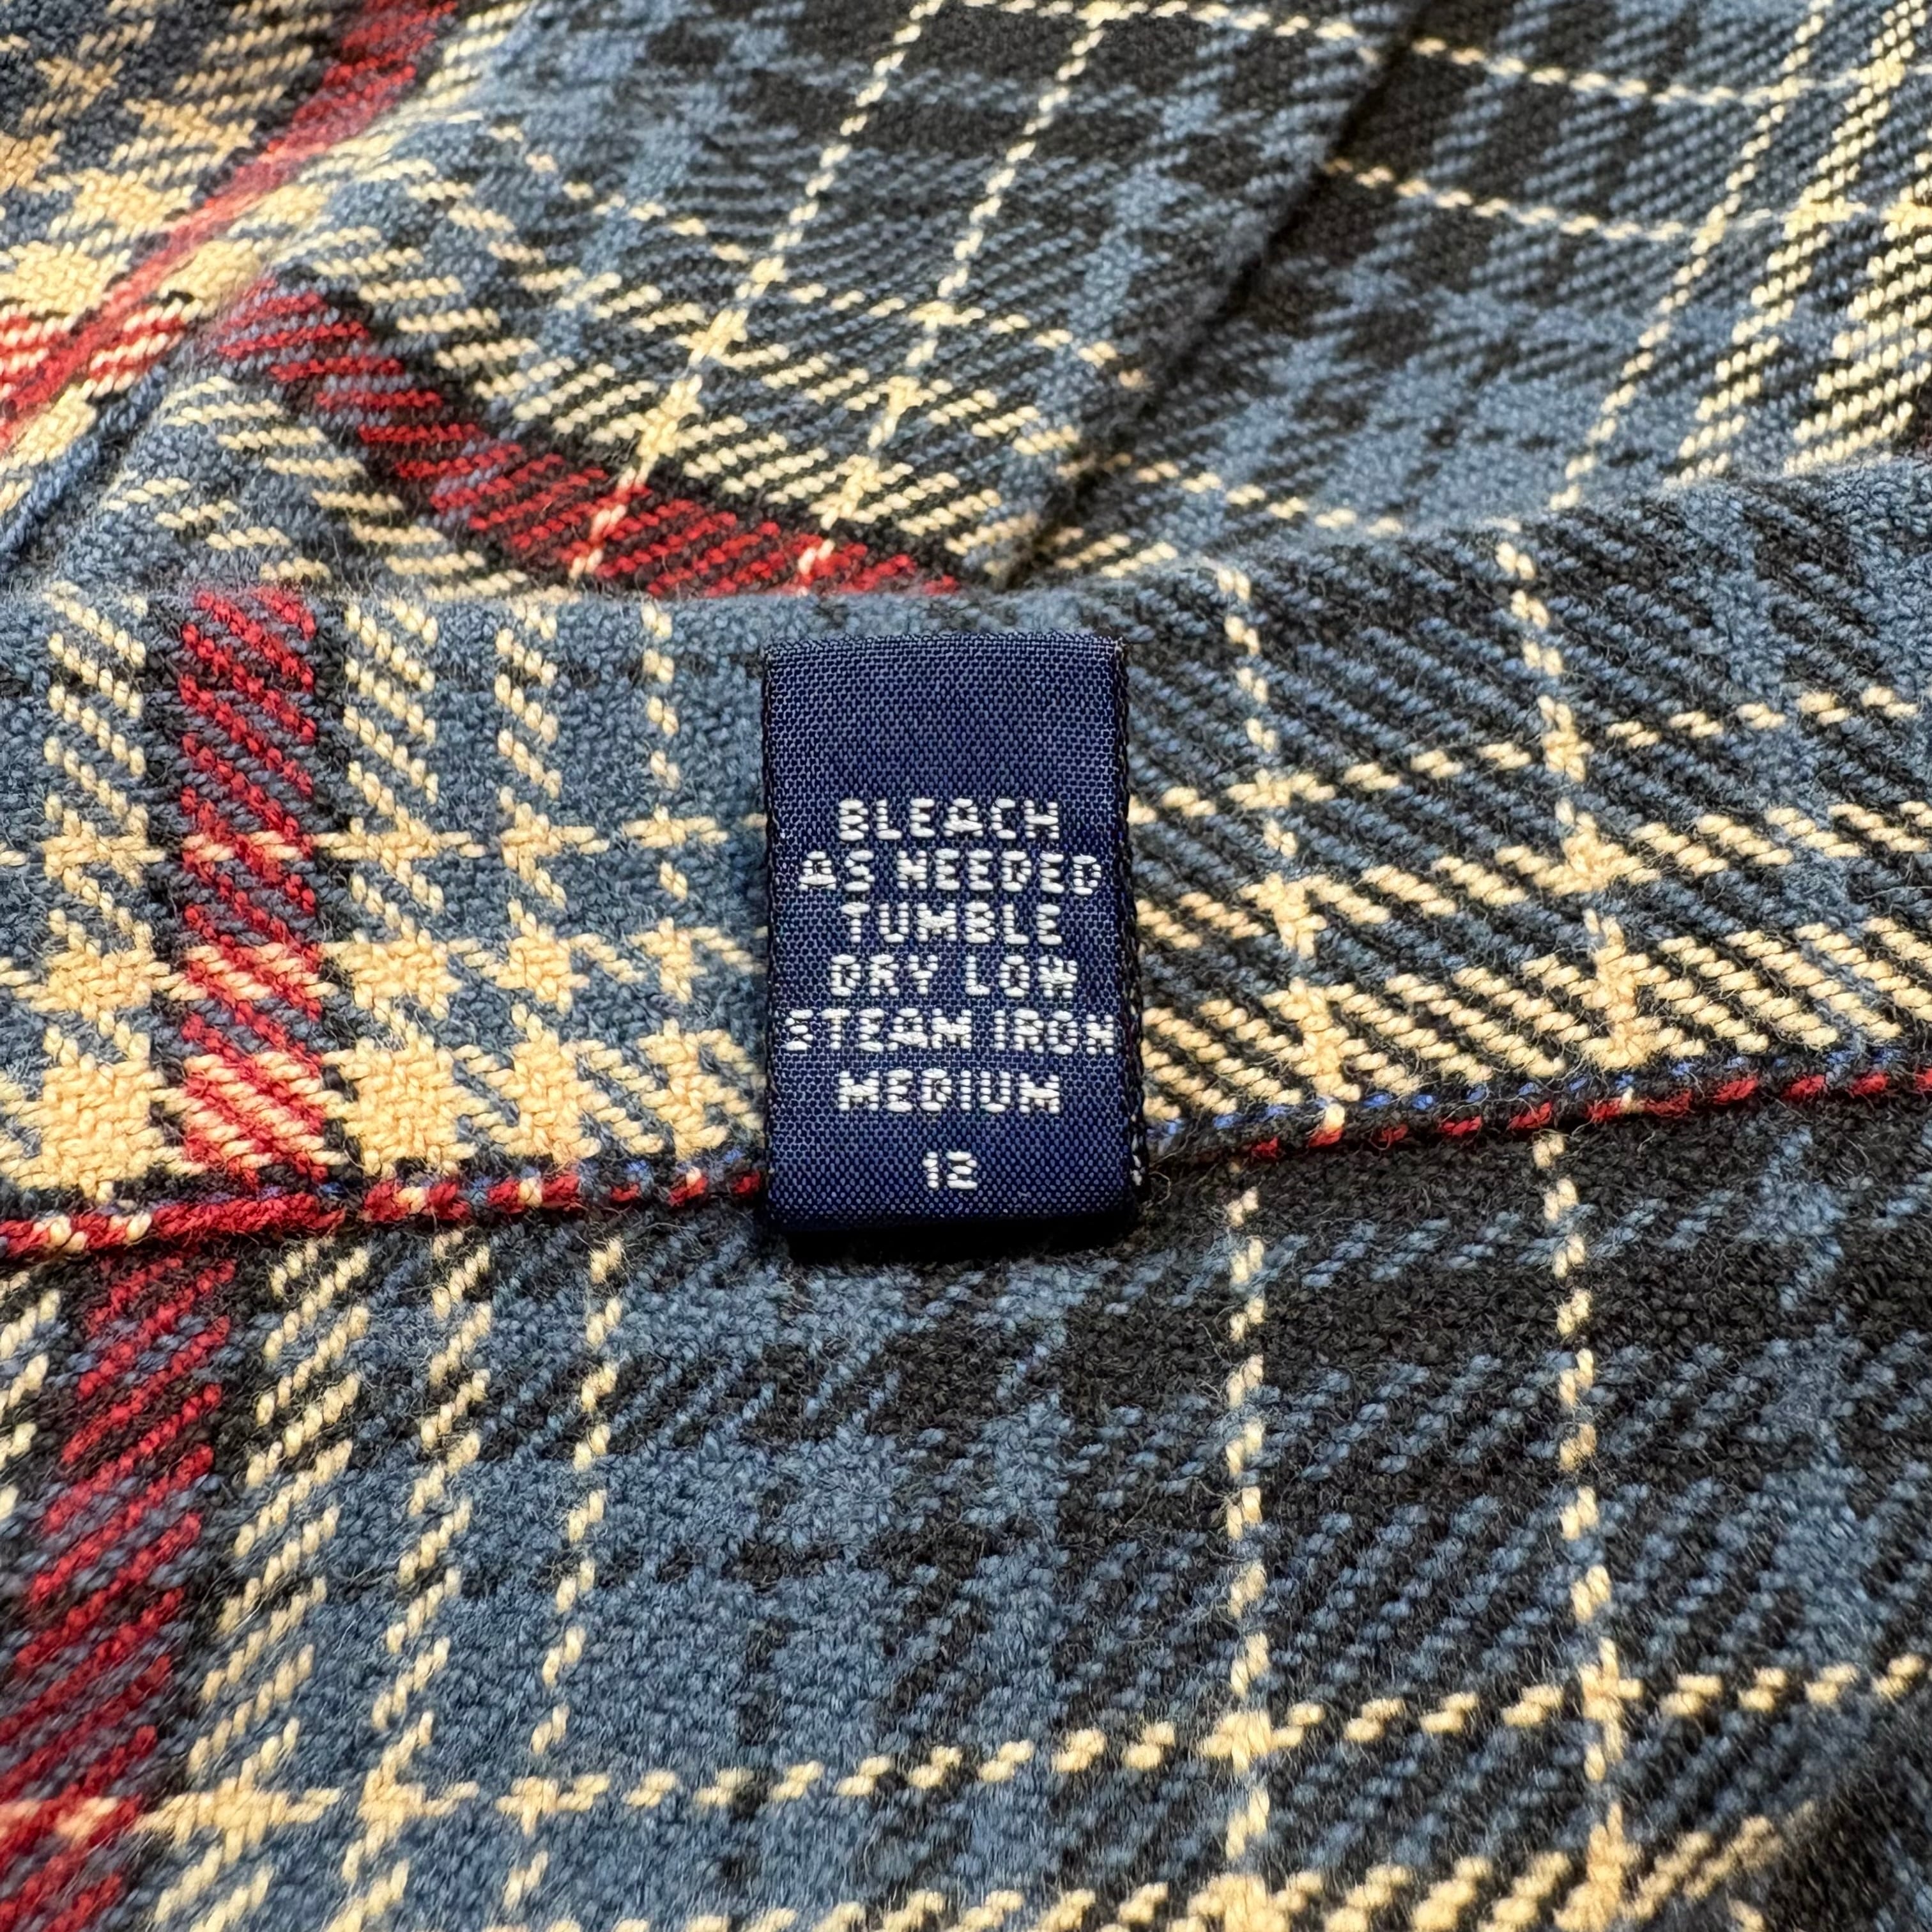 BLEACH
AS NEEDED
TUMBLE
DRY LOW
STEAM IRON
MEDIUM
12